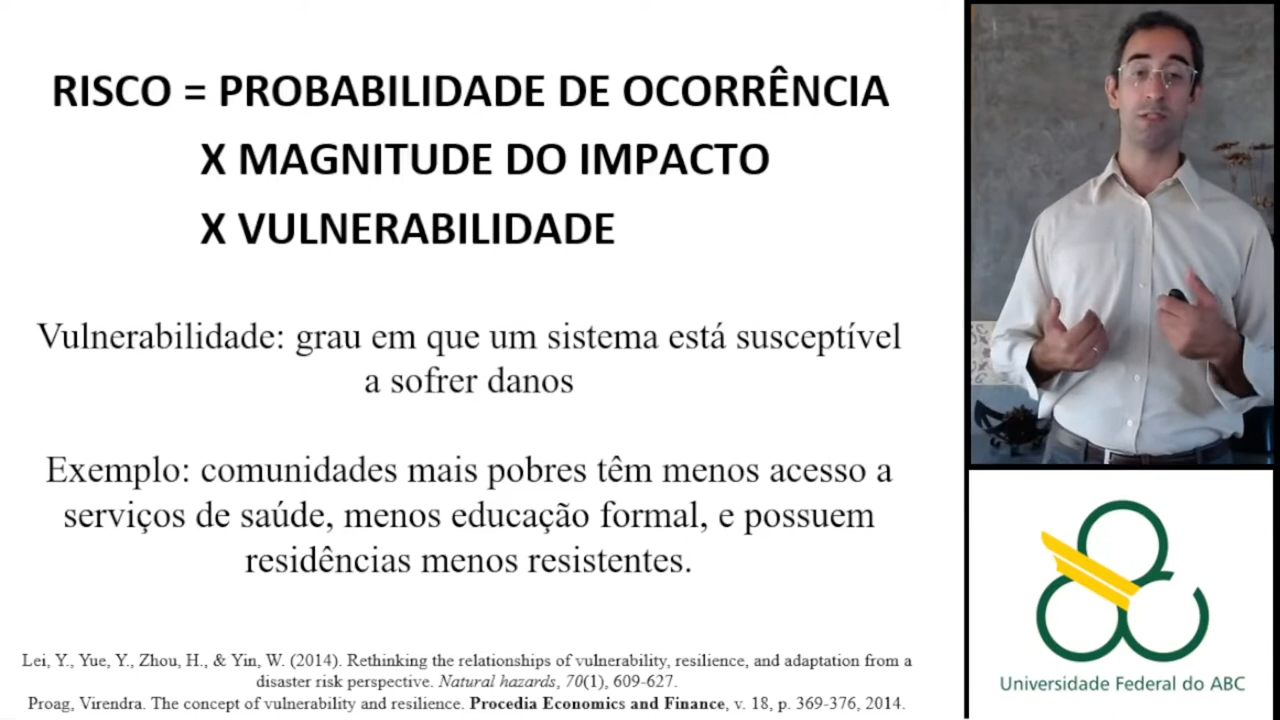 RISCO = PROBABILIDADE DE OCORRÊNCIA
X MAGNITUDE DO IMPACTO
X VULNERABILIDADE
Vulnerabilidade: grau em que um sistema está susceptível
a sofrer danos
Exemplo: comunidades mais pobres têm menos acesso a
serviços de saúde, menos educação formal, e possuem
residências menos resistentes.
Lei, Y., Yue, Y., Zhou, H., & Yin, W. (2014). Rethinking the relationships of vulnerability, resilience, and adaptation from a
disaster risk perspective. Natural hazards, 70(1), 609-627.
Proag, Virendra. The concept of vulnerability and resilience. Procedia Economics and Finance, v. 18, p. 369-376, 2014.
Universidade Federal do ABC